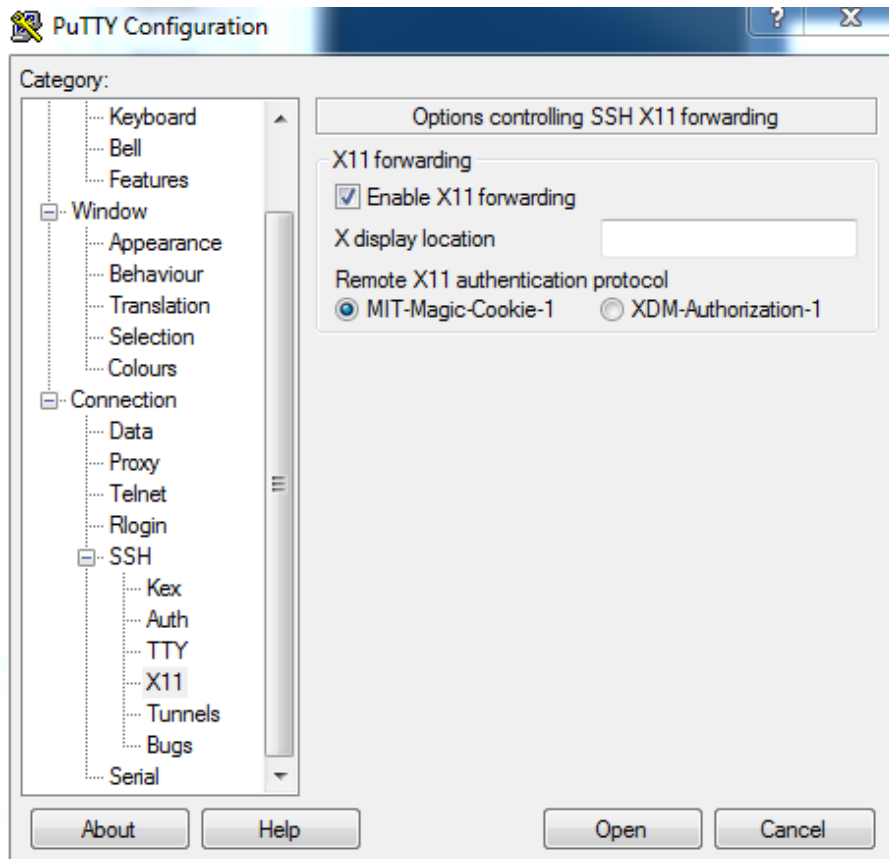 PuTTY Configuration
? X
Category:
Keyboard
Bell
Features
Window
Appearance
Behaviour
Translation
Selection
Colours
Connection
Data
Proxy
Telnet
Rlogin
SSH
Kex
Auth
TTY
X11
Tunnels
Bugs
Serial
Options controlling SSH X11 forwarding
X11 forwarding
Enable X11 forwarding
X display location
Remote X11 authentication protocol
MIT-Magic-Cookie-1 XDM-Authorization-1
About Help Open Cancel